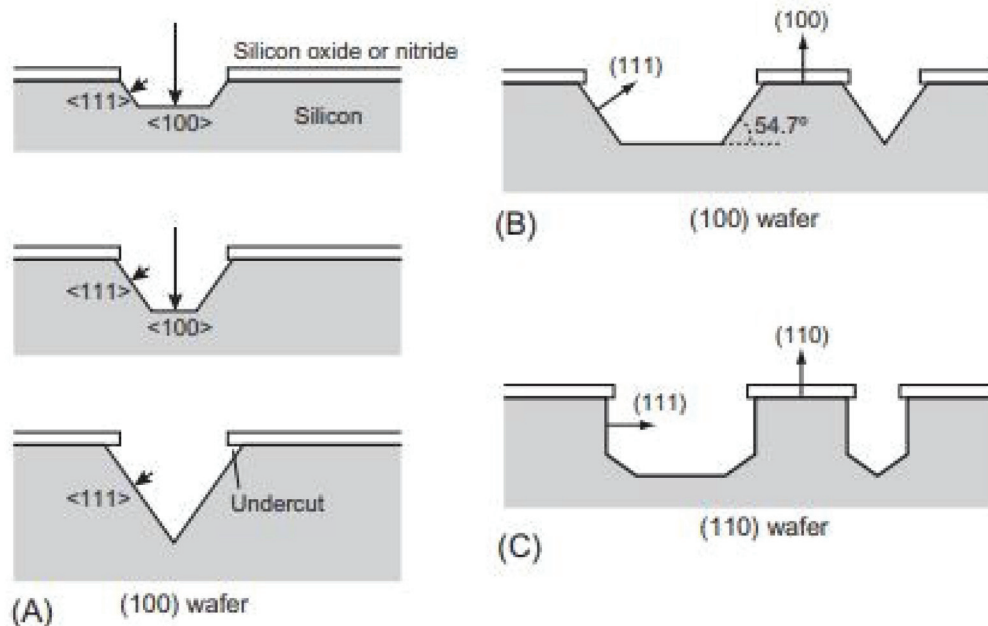 Silicon oxide or nitride
<111>
<100>
Silicon
<111>
<100>
<111>
Undercut
(A)
(100) wafer
(100)
(111)
54.7°
(B)
(100) wafer
(110)
(111)
(C)
(110) wafer